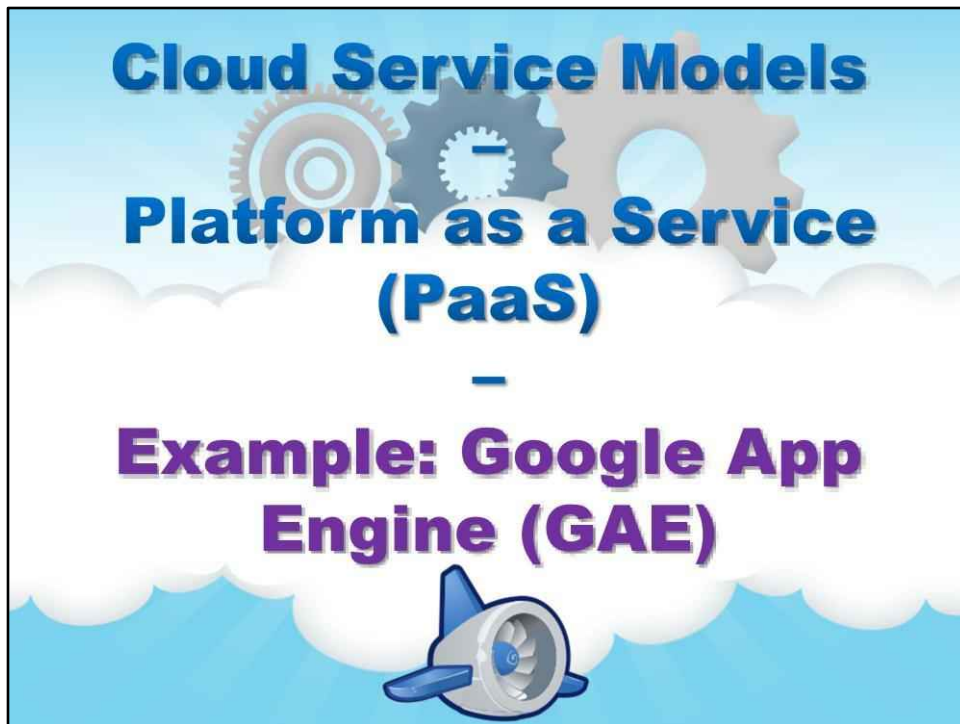 Cloud Service Models
–
Platform as a Service
(PaaS)
–
Example: Google App
Engine (GAE)